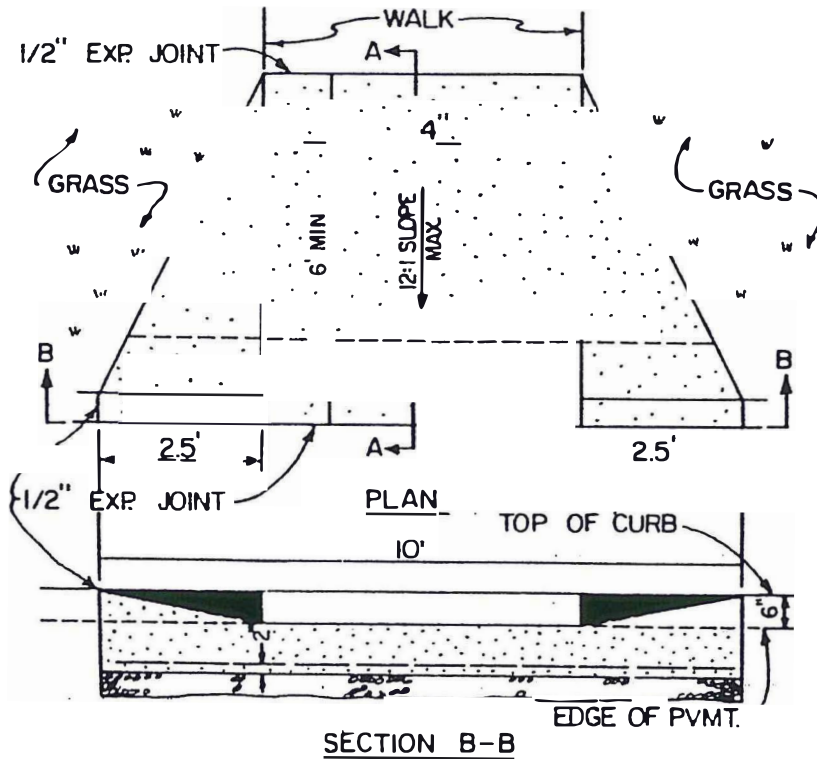 WALK
1/2" EXP. JOINT
A
4"
GRASS
GRASS
6' MIN
12:1 SLOPE
MAX
B
B
2.5'
A
2.5'
1/2" EXP. JOINT
PLAN
TOP OF CURB
10'
6"
2
EDGE OF PVMT.
SECTION B-B